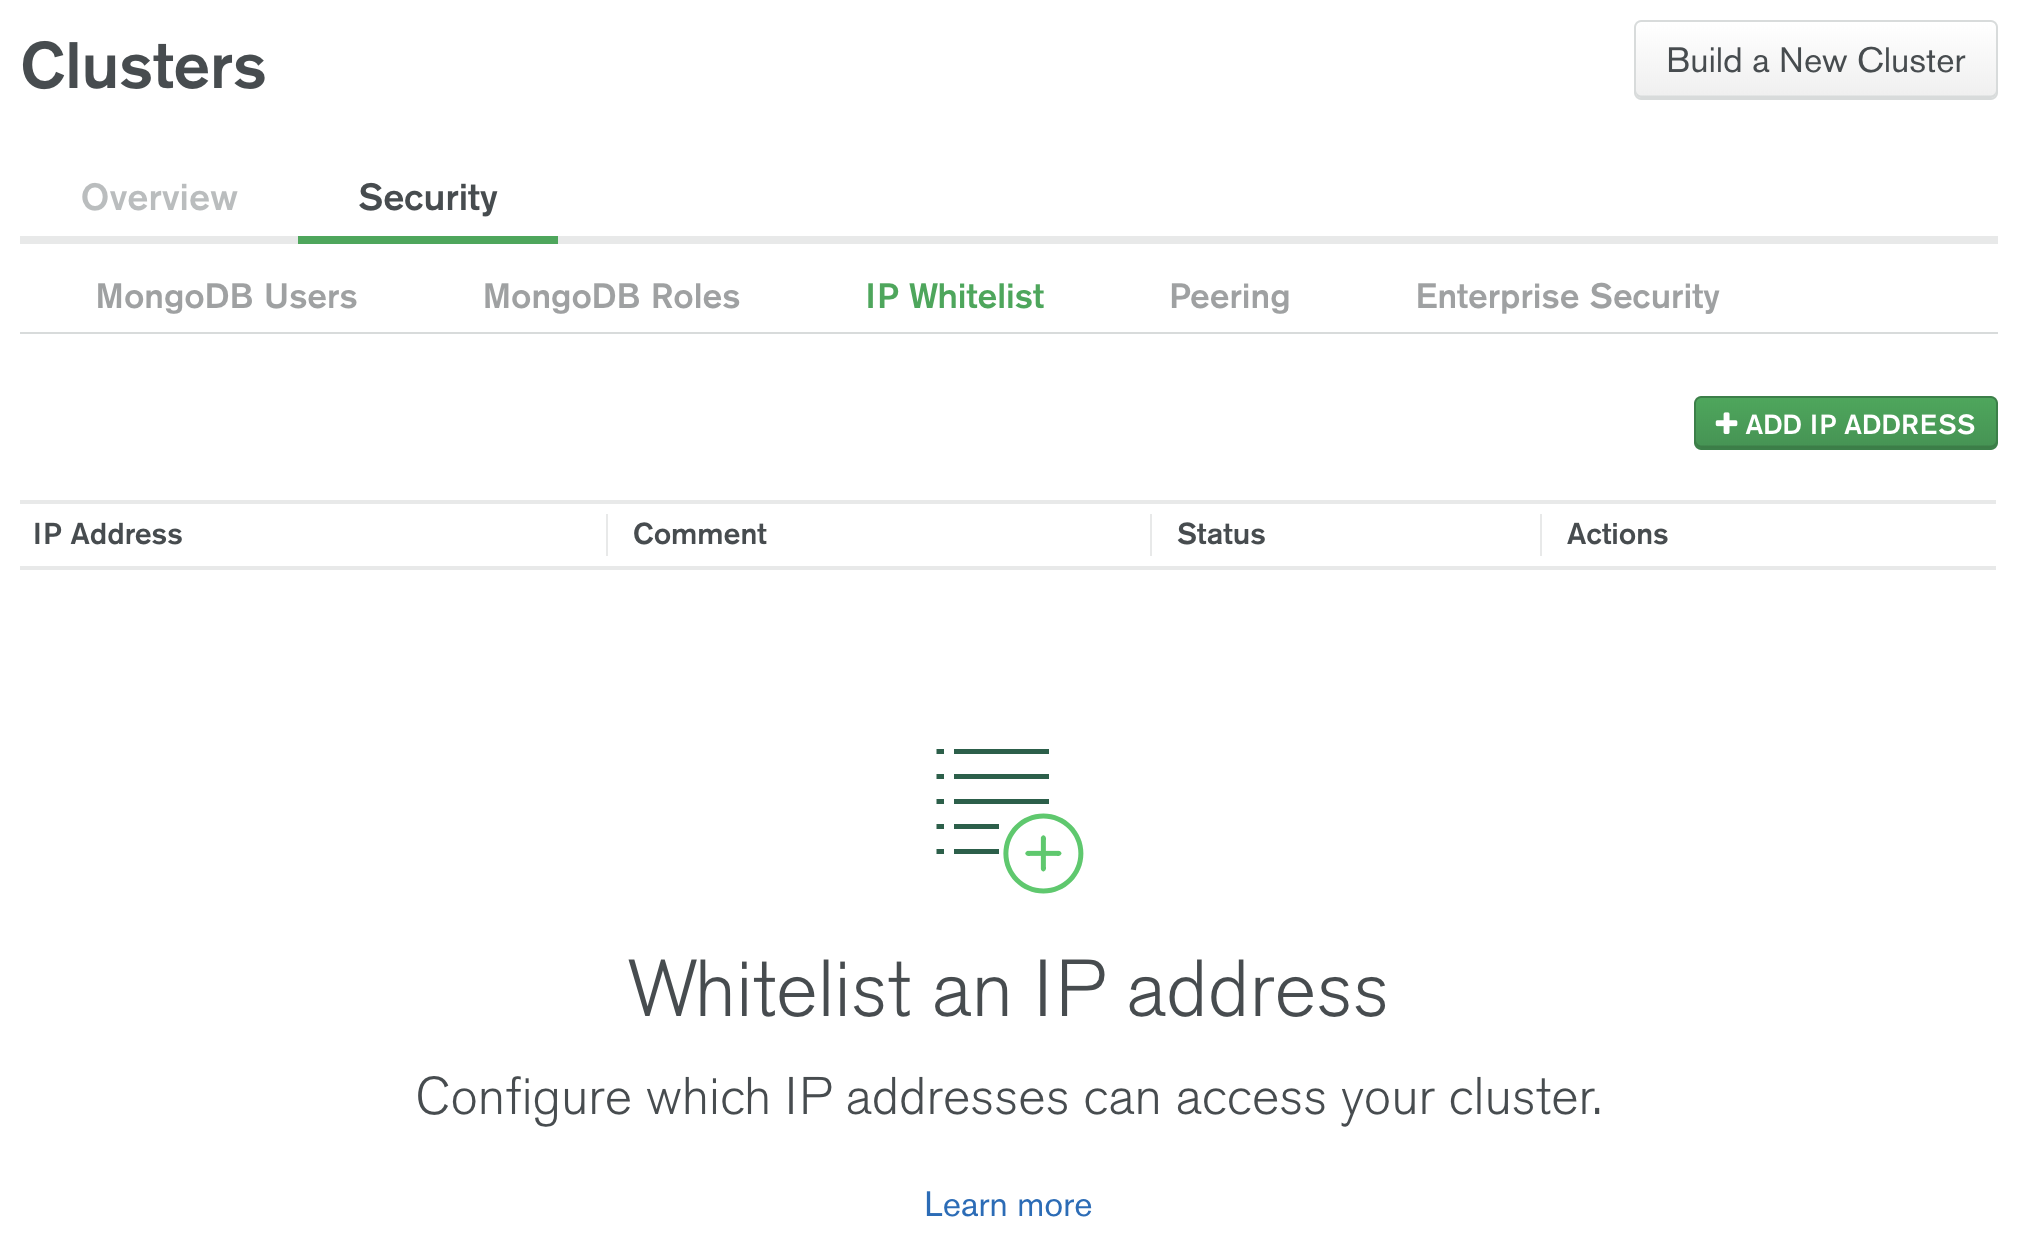 Clusters
Build a New Cluster
Overview Security
MongoDB Users MongoDB Roles IP Whitelist Peering Enterprise Security
ADD IP ADDRESS
IP Address Comment Status Actions
Whitelist an IP address
Configure which IP addresses can access your cluster.
Learn more